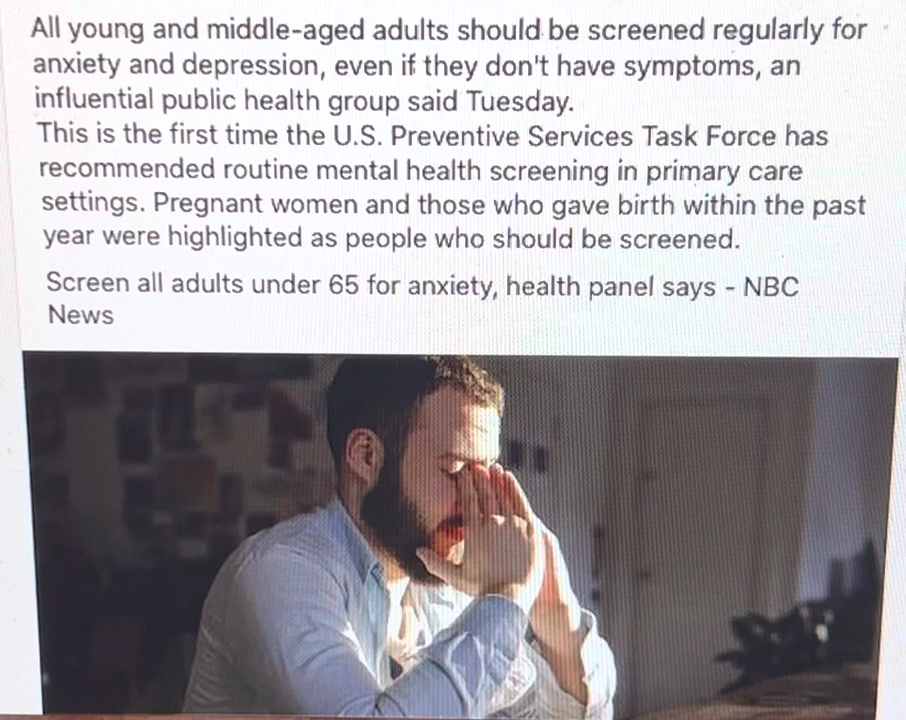 All young and middle-aged adults should be screened regularly for
anxiety and depression, even if they don't have symptoms, an
influential public health group said Tuesday.
This is the first time the U.S. Preventive Services Task Force has
recommended routine mental health screening in primary care
settings. Pregnant women and those who gave birth within the past
year were highlighted as people who should be screened.
Screen all adults under 65 for anxiety, health panel says - NBC
News